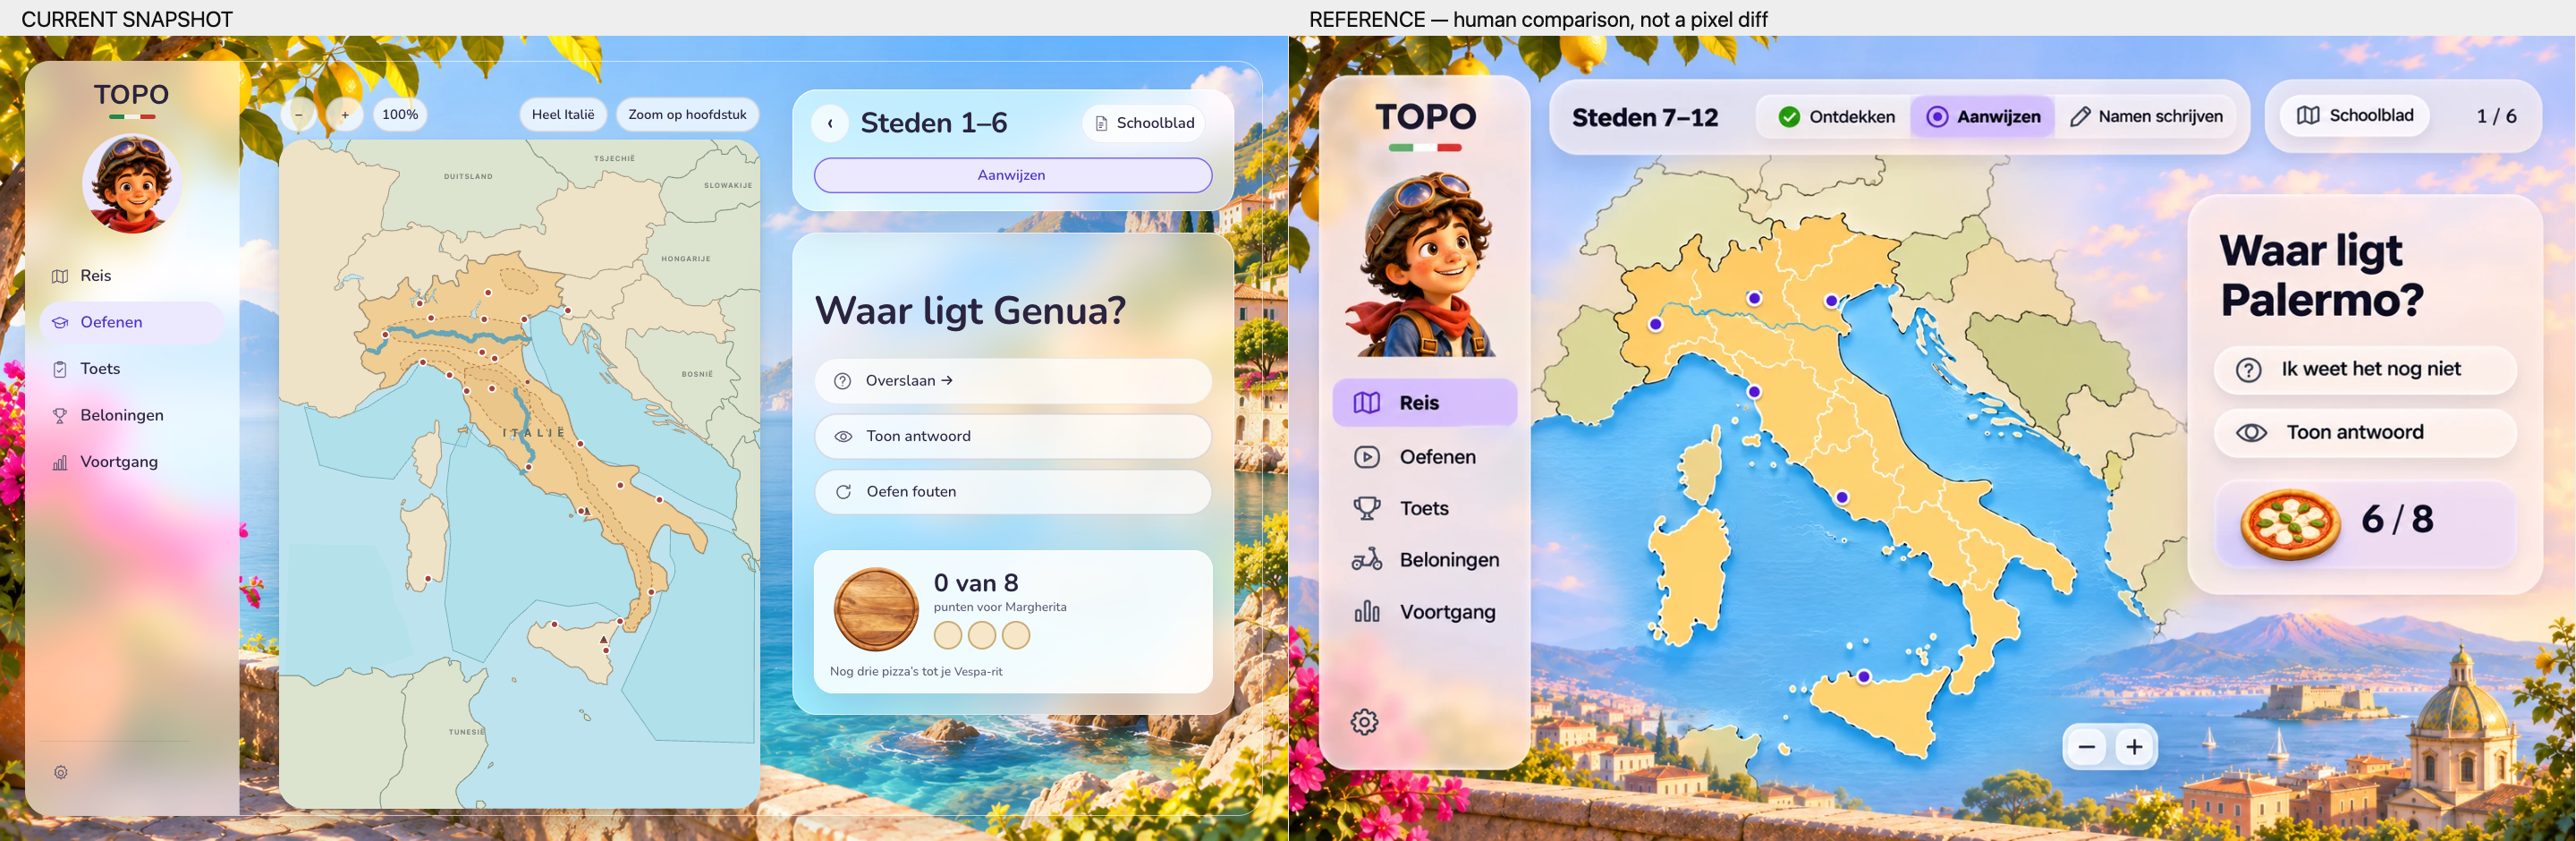 CURRENT SNAPSHOT
TOPO
Reis
Oefenen
Toets
Beloningen
Voortgang
−
+
100%
Heel Italië
Zoom op hoofdstuk
TSJECHIË
DUITSLAND
SLOWAKIJE
HONGARIJE
BOSNIË
ITALIË
TUNESIË
‹ Steden 1–6
Schoolblad
Aanwijzen
Waar ligt Genua?
Overslaan →
Toon antwoord
Oefen fouten
0 van 8
punten voor Margherita
Nog drie pizza's tot je Vespa-rit
REFERENCE — human comparison, not a pixel diff
TOPO
Reis
Oefenen
Toets
Beloningen
Voortgang
Steden 7–12
Ontdekken
Aanwijzen
Namen schrijven
Schoolblad
1 / 6
Waar ligt
Palermo?
Ik weet het nog niet
Toon antwoord
6 / 8
− +